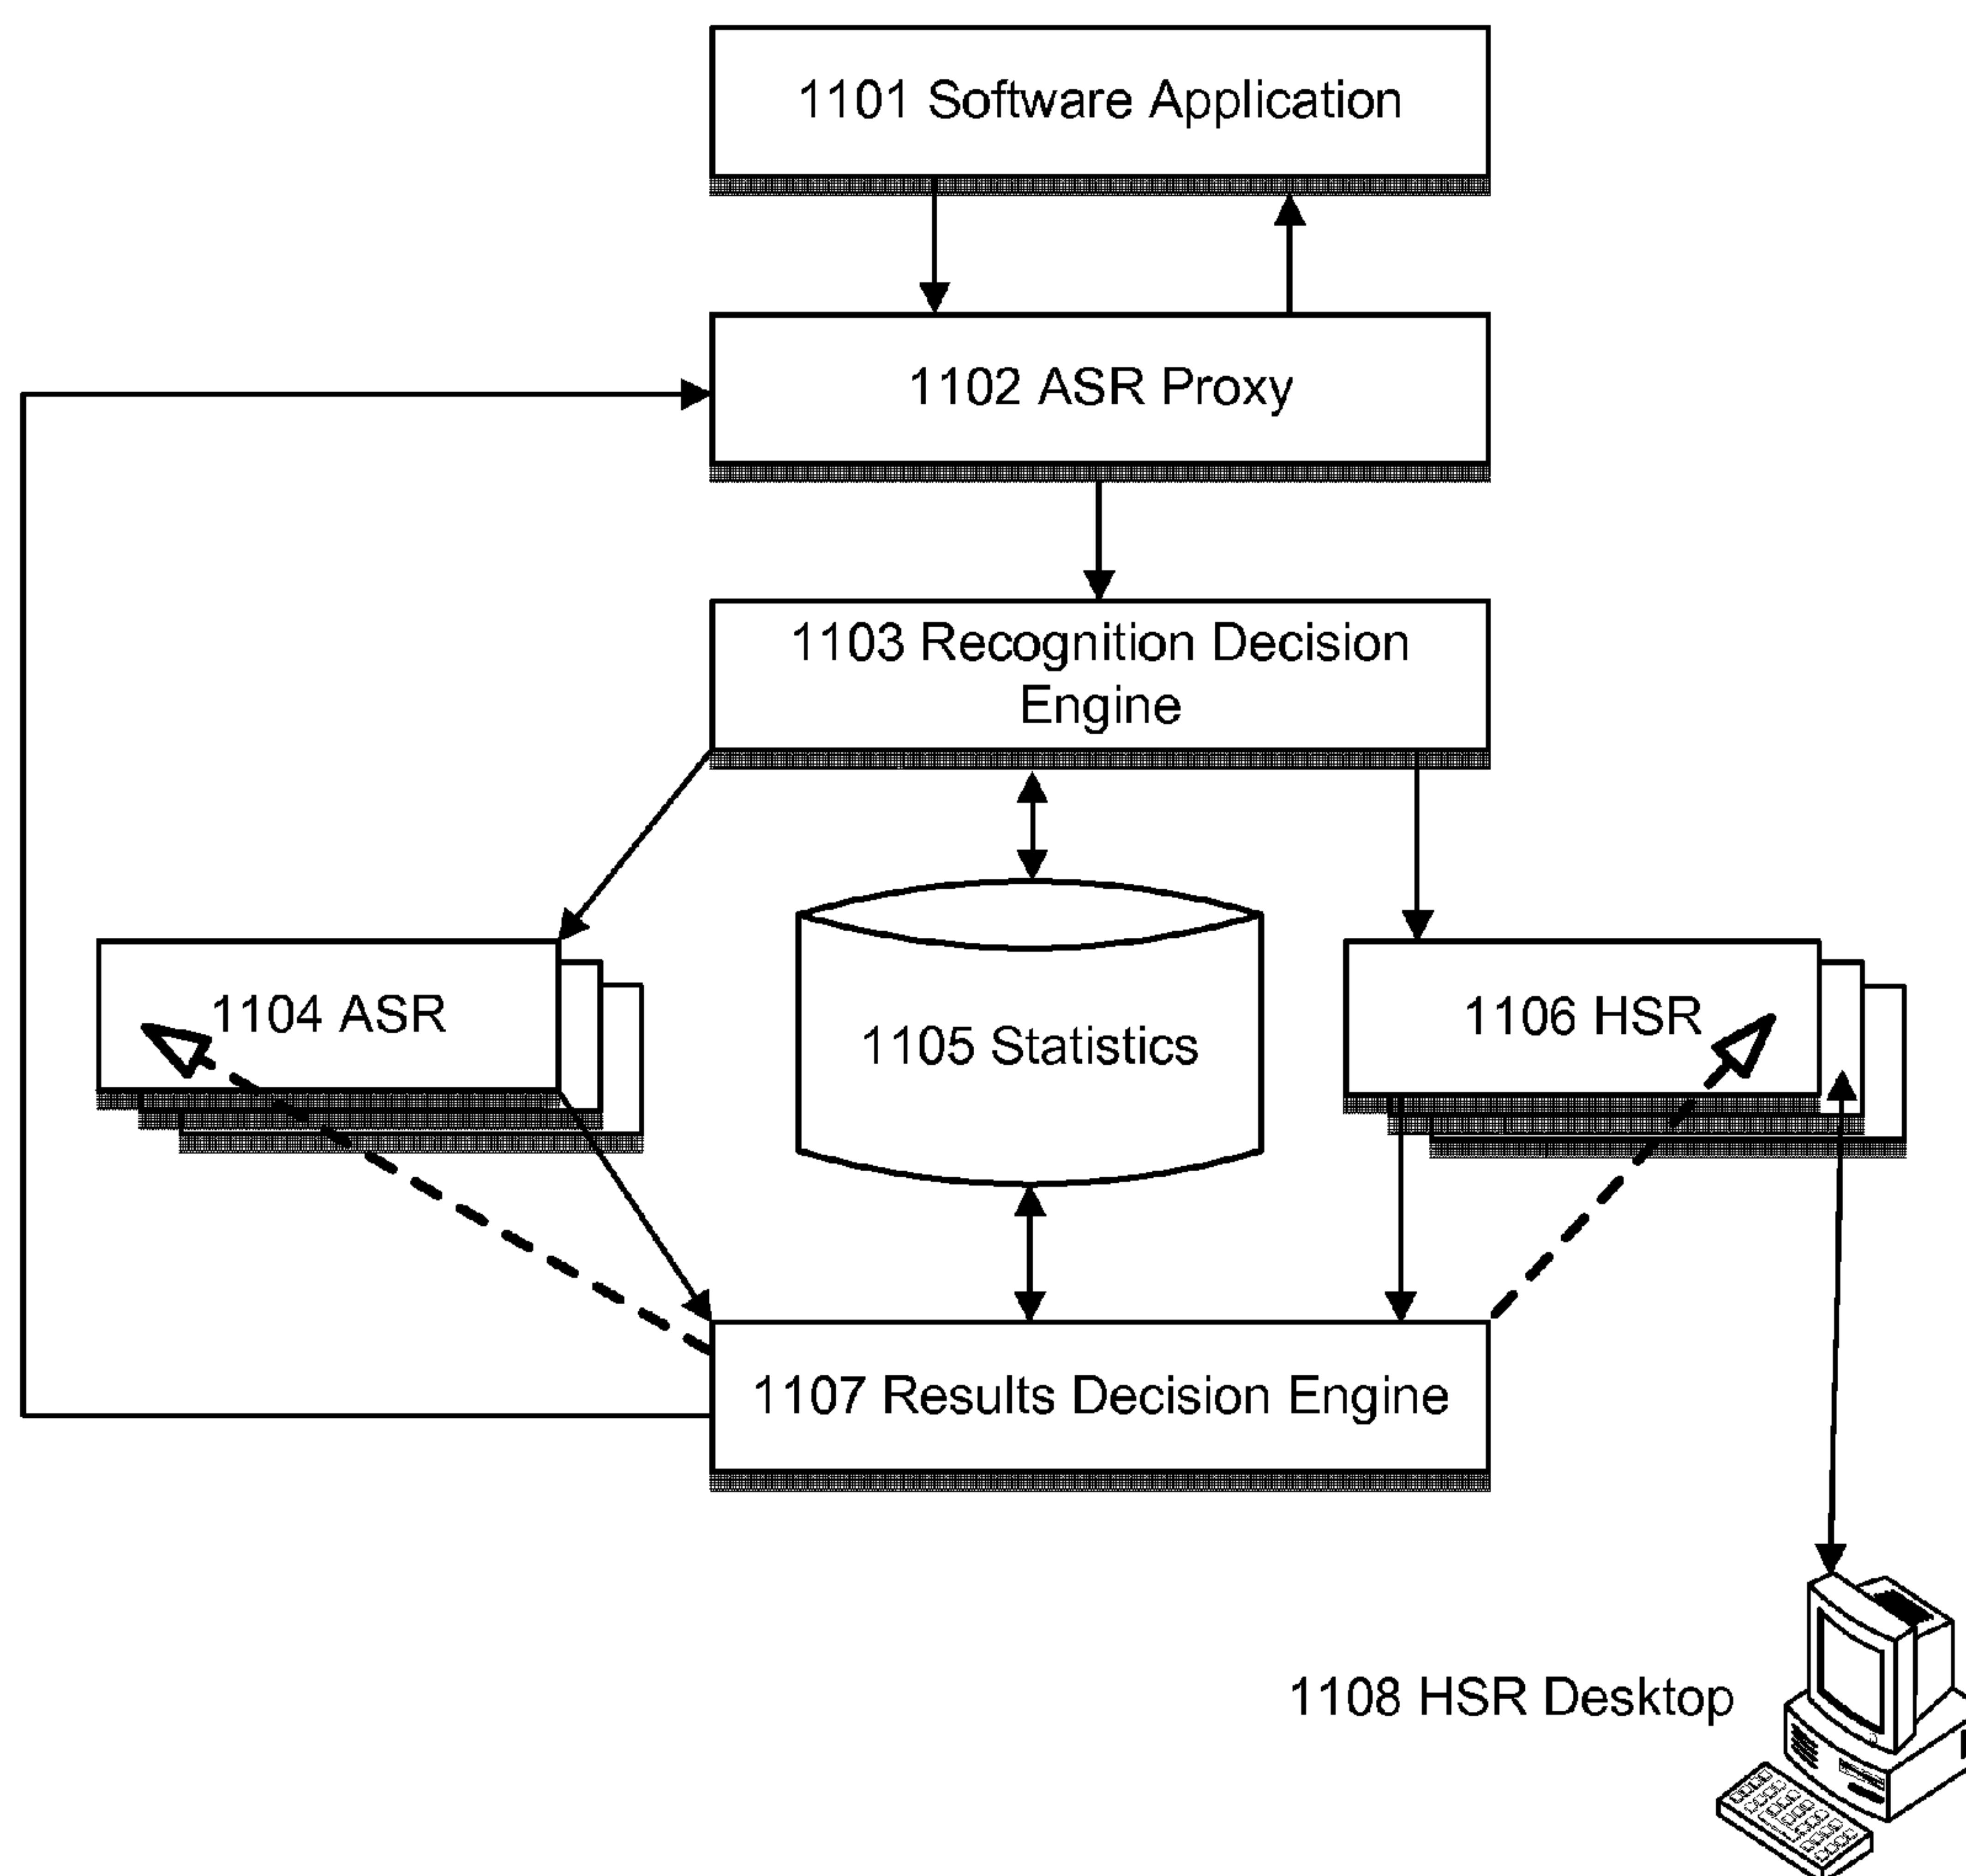 1101 Software Application
1102 ASR Proxy
1103 Recognition Decision
Engine
1104 ASR
1105 Statistics
1106 HSR
1107 Results Decision Engine
1108 HSR Desktop